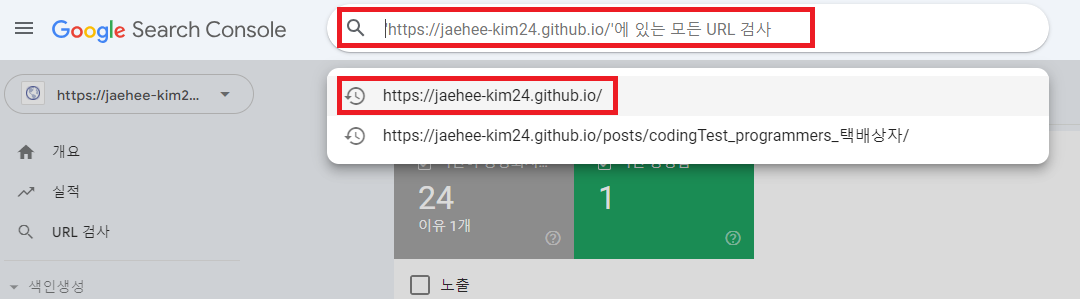 Google Search Console
'https://jaehee-kim24.github.io/'에 있는 모든 URL 검사
https://jaehee-kim2...
https://jaehee-kim24.github.io/
https://jaehee-kim24.github.io/posts/codingTest_programmers_택배상자/
개요
실적
URL 검사
색인생성
24
이유 1개
1
노출